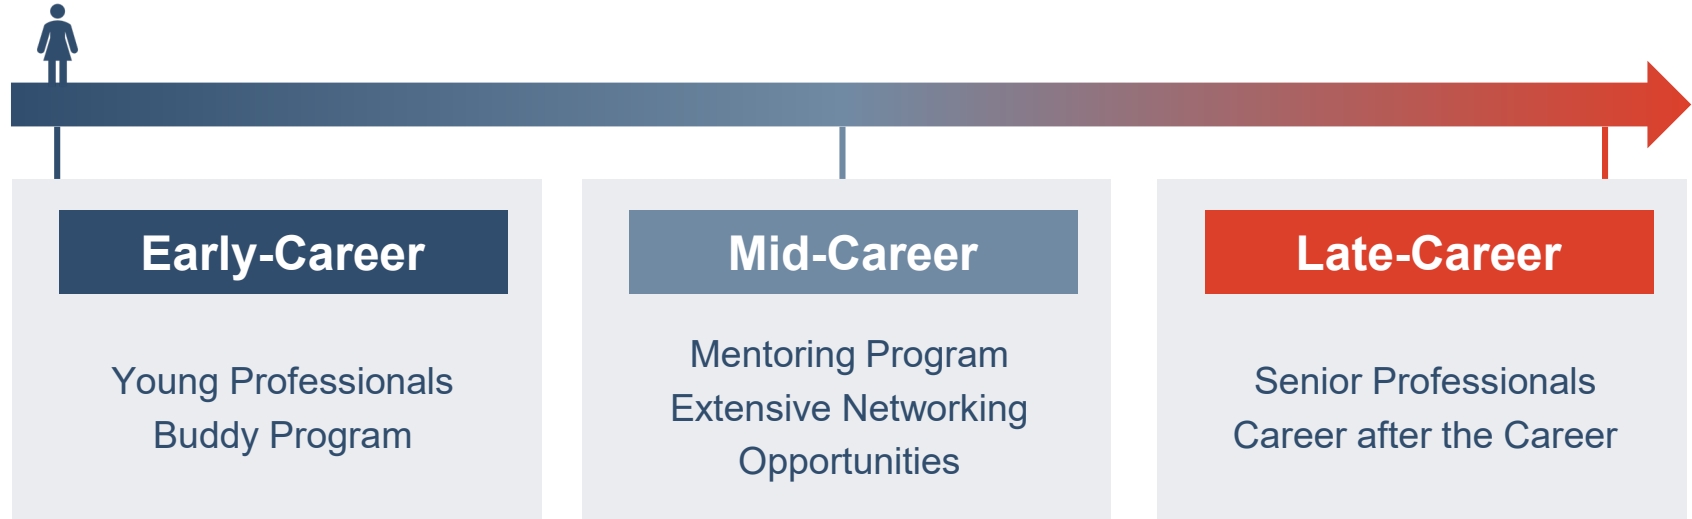 Early-Career
Young Professionals
Buddy Program
Mid-Career
Mentoring Program
Extensive Networking
Opportunities
Late-Career
Senior Professionals
Career after the Career